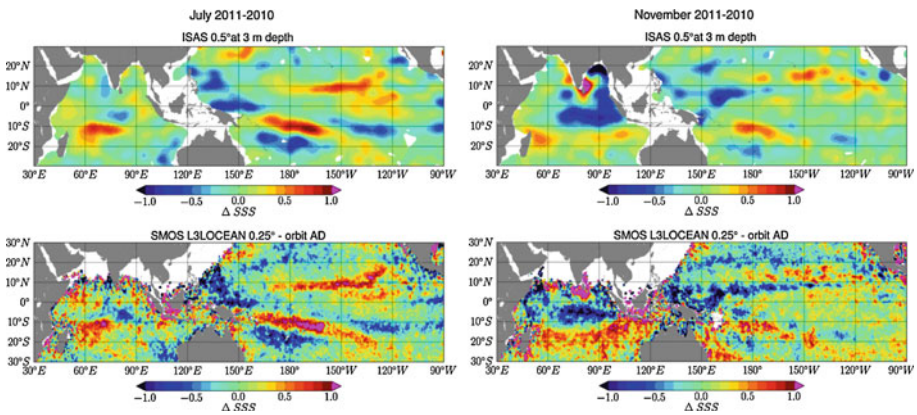 July 2011-2010
ISAS 0.5°at 3 m depth
20°N
10°N
0°
10°S
20°S
30°E 60°E 90°E 120°E 150°E 180°W 150°W 120°W 90°W
−1.0 −0.5 0.0 0.5 1.0
Δ SSS
SMOS L3LOCEAN 0.25° - orbit AD
30°N
20°N
10°N
0°
10°S
20°S
30°S
30°E 60°E 90°E 120°E 150°E 180°W 150°W 120°W 90°W
−1.0 −0.5 0.0 0.5 1.0
Δ SSS
November 2011-2010
ISAS 0.5°at 3 m depth
20°N
10°N
0°
10°S
20°S
30°E 60°E 90°E 120°E 150°E 180°W 150°W 120°W 90°W
−1.0 −0.5 0.0 0.5 1.0
Δ SSS
SMOS L3LOCEAN 0.25° - orbit AD
30°N
20°N
10°N
0°
10°S
20°S
30°S
30°E 60°E 90°E 120°E 150°E 180°W 150°W 120°W 90°W
−1.0 −0.5 0.0 0.5 1.0
Δ SSS